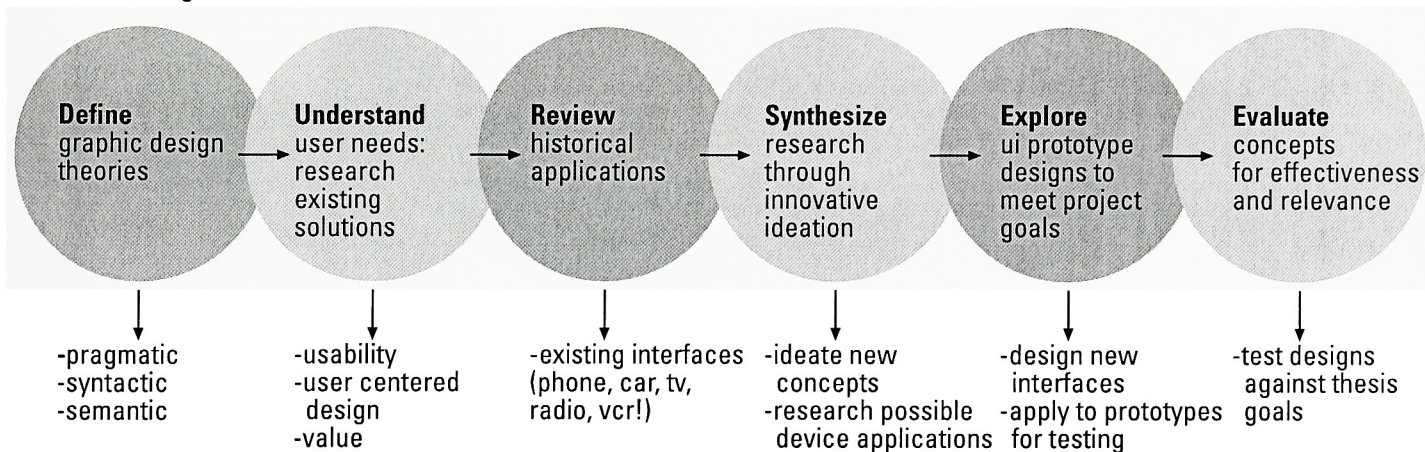 Define
graphic design
theories
Understand
user needs:
research
existing
solutions
Review
historical
applications
Synthesize
research
through
innovative
ideation
Explore
ui prototype
designs to
meet project
goals
Evaluate
concepts
for effectiveness
and relevance
-pragmatic
-syntactic
-semantic
-usability
-user centered
design
-value
-existing interfaces
(phone, car, tv,
radio, vcr!)
-ideate new
concepts
-research possible
device applications
-design new
interfaces
-apply to prototypes
for testing
-test designs
against thesis
goals